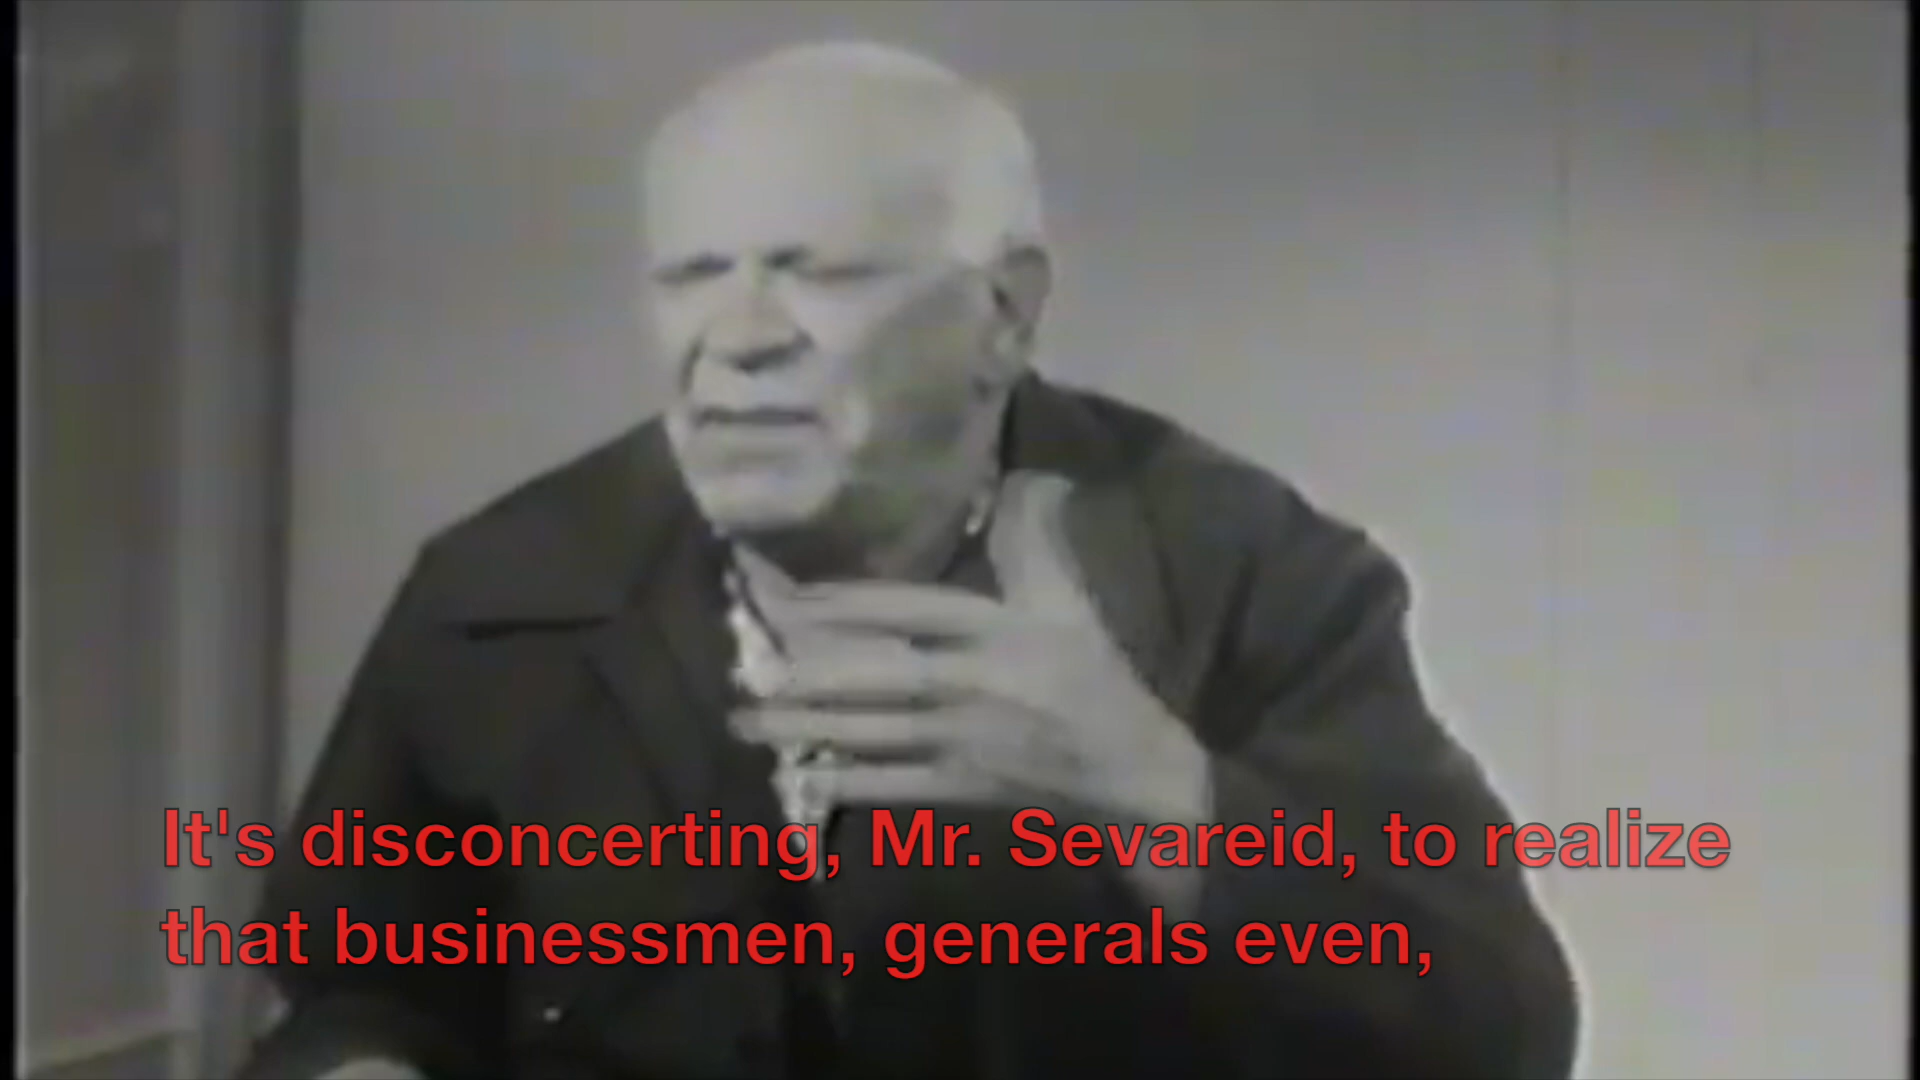 It's disconcerting, Mr. Sevareid, to realize
that businessmen, generals even,